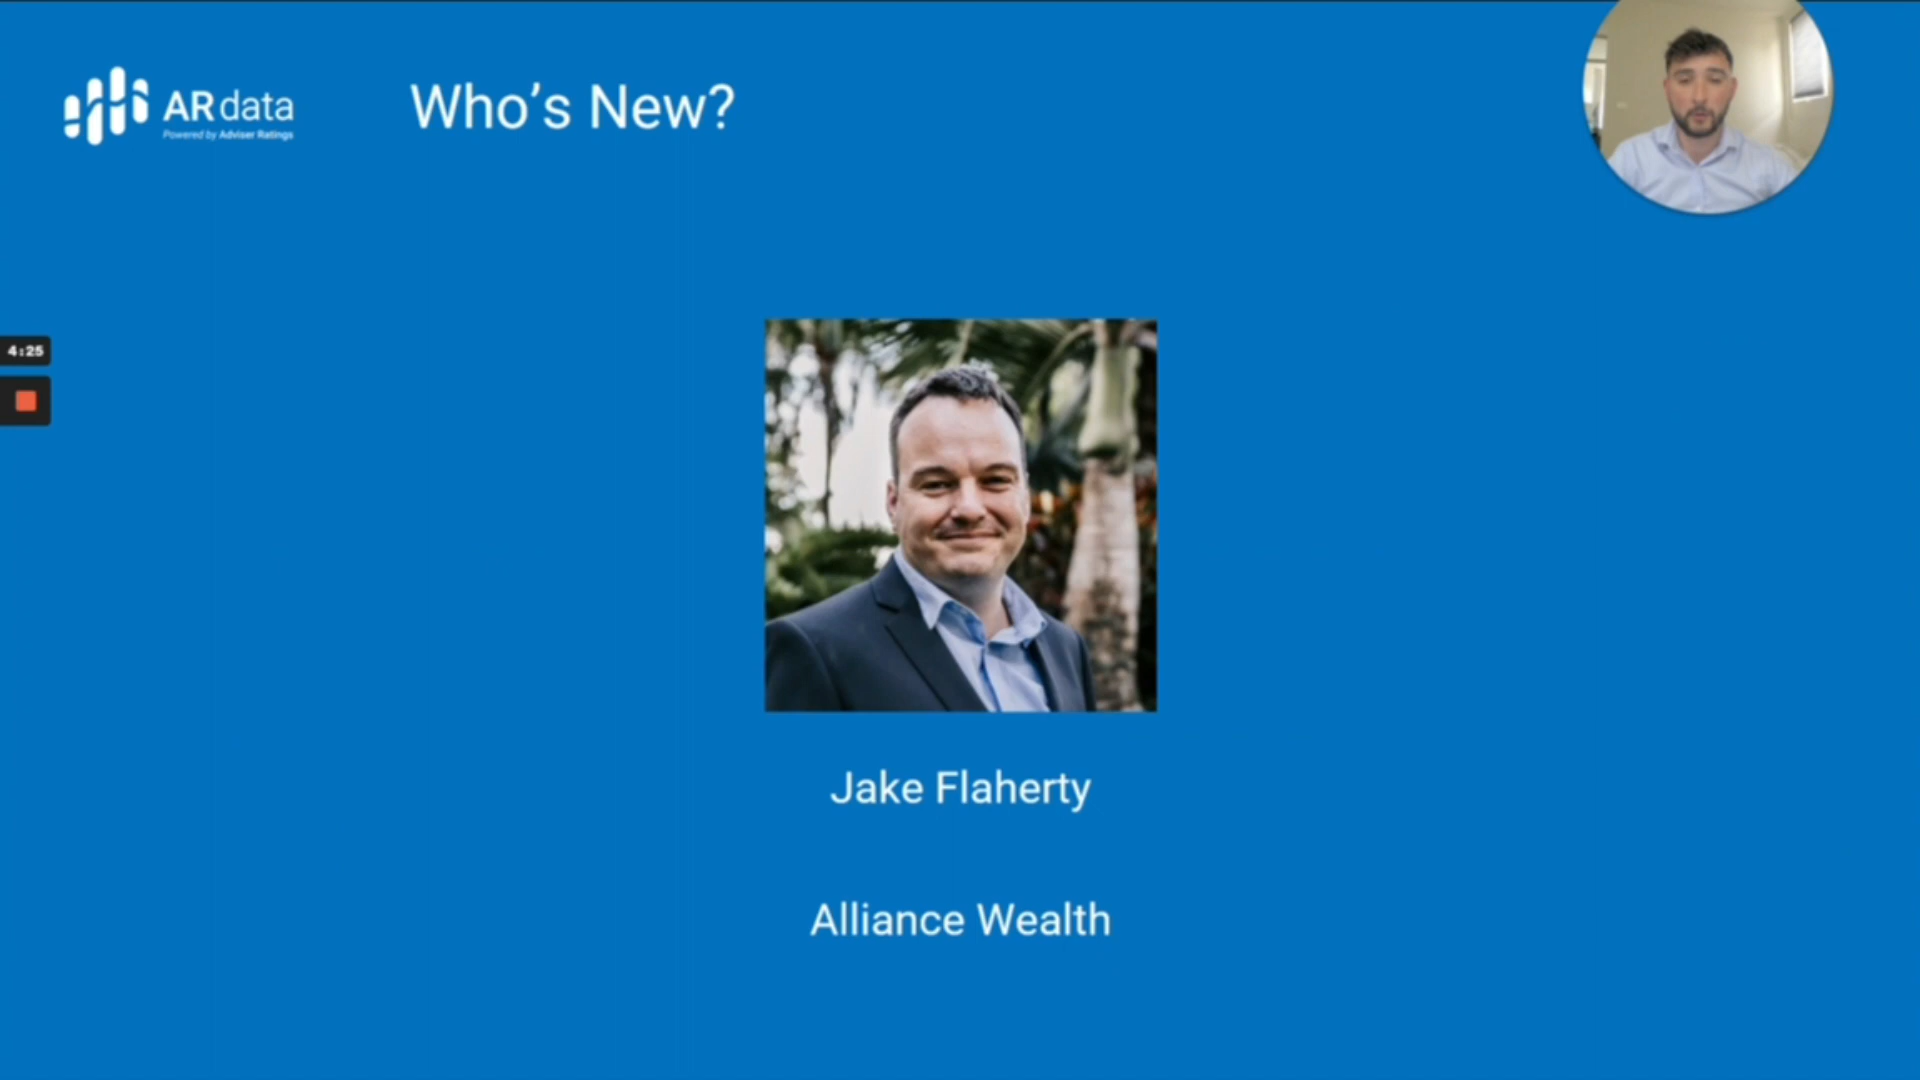 ARdata
Powered by Adviser Ratings
Who's New?
4:25
Jake Flaherty
Alliance Wealth